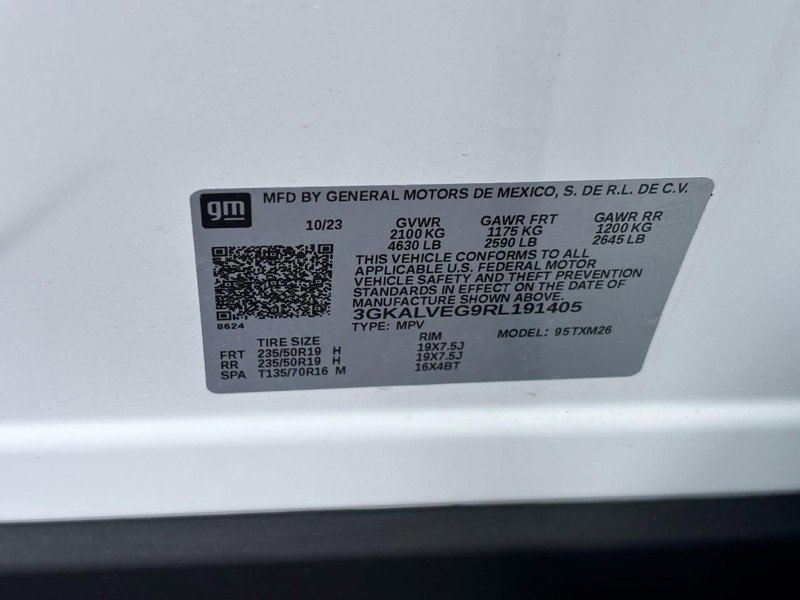 gm MFD BY GENERAL MOTORS DE MEXICO, S. DE R.L. DE C.V.
10/23 GVWR GAWR FRT GAWR RR
2100 KG 1175 KG 1200 KG
4630 LB 2590 LB 2645 LB
THIS VEHICLE CONFORMS TO ALL
APPLICABLE U.S. FEDERAL MOTOR
VEHICLE SAFETY AND THEFT PREVENTION
STANDARDS IN EFFECT ON THE DATE OF
MANUFACTURE SHOWN ABOVE.
3GKALVEG9RL191405
8624
TYPE: MPV MODEL: 95TXM26
TIRE SIZE RIM
FRT 235/50R19 H 19X7.5J
RR 235/50R19 H 19X7.5J
SPA T135/70R16 M 16X4BT